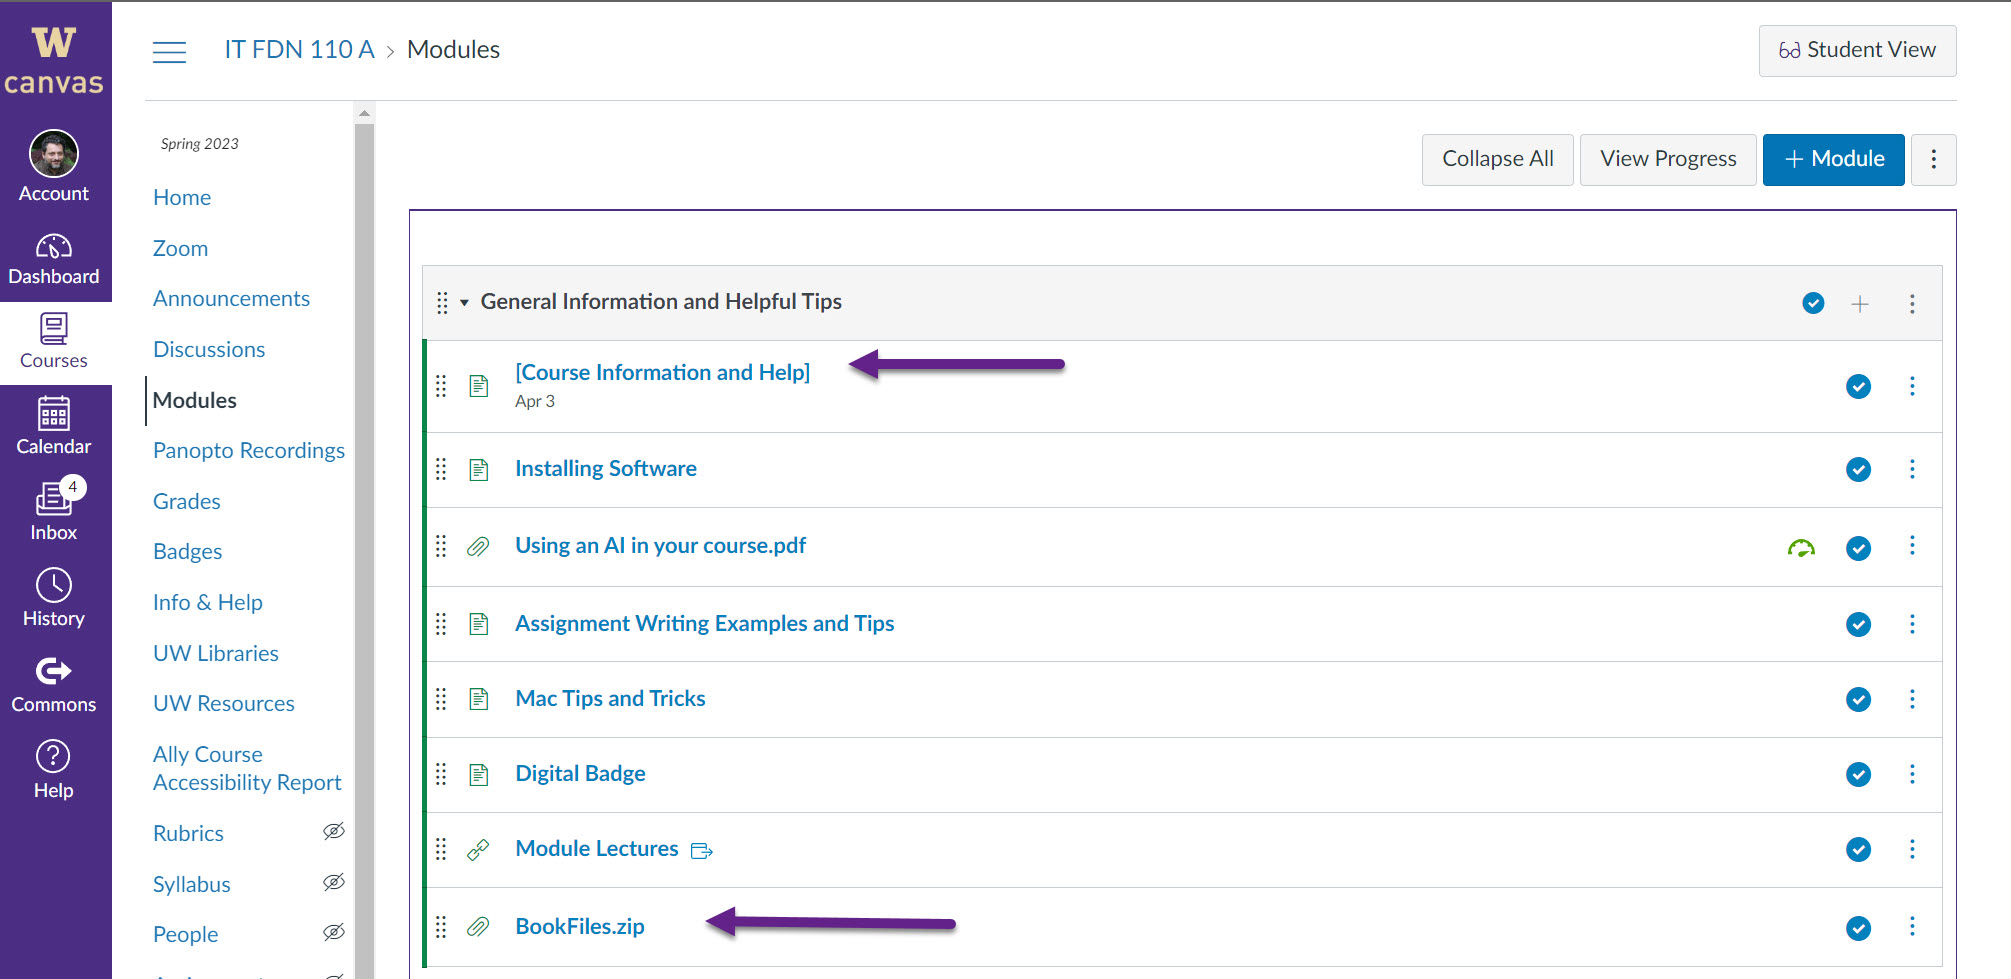 W
canvas
Account
Dashboard
Courses
Calendar
4
Inbox
History
Commons
Help
IT FDN 110 A > Modules
Student View
Spring 2023
Home
Zoom
Announcements
Discussions
Modules
Panopto Recordings
Grades
Badges
Info & Help
UW Libraries
UW Resources
Ally Course
Accessibility Report
Rubrics
Syllabus
People
Collapse All
View Progress
+ Module
General Information and Helpful Tips
[Course Information and Help]
Apr 3
Installing Software
Using an AI in your course.pdf
Assignment Writing Examples and Tips
Mac Tips and Tricks
Digital Badge
Module Lectures
BookFiles.zip